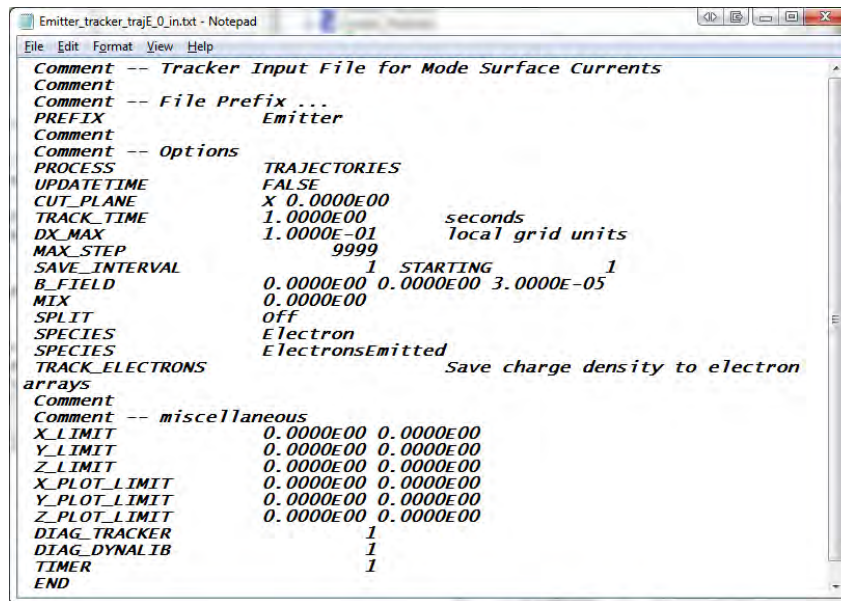 Emitter_tracker_trajE_0_in.txt - Notepad
File Edit Format View Help
Comment -- Tracker Input File for Mode Surface Currents
Comment
Comment -- File Prefix ...
PREFIX Emitter
Comment
Comment -- Options
PROCESS TRAJECTORIES
UPDATETIME FALSE
CUT_PLANE X 0.0000E00
TRACK_TIME 1.0000E00 seconds
DX_MAX 1.0000E-01 local grid units
MAX_STEP 9999
SAVE_INTERVAL 1 STARTING 1
B_FIELD 0.0000E00 0.0000E00 3.0000E-05
MIX 0.0000E00
SPLIT Off
SPECIES Electron
SPECIES ElectronsEmitted
TRACK_ELECTRONS Save charge density to electron
arrays
Comment
Comment -- miscellaneous
X_LIMIT 0.0000E00 0.0000E00
Y_LIMIT 0.0000E00 0.0000E00
Z_LIMIT 0.0000E00 0.0000E00
X_PLOT_LIMIT 0.0000E00 0.0000E00
Y_PLOT_LIMIT 0.0000E00 0.0000E00
Z_PLOT_LIMIT 0.0000E00 0.0000E00
DIAG_TRACKER 1
DIAG_DYNALIB 1
TIMER 1
END